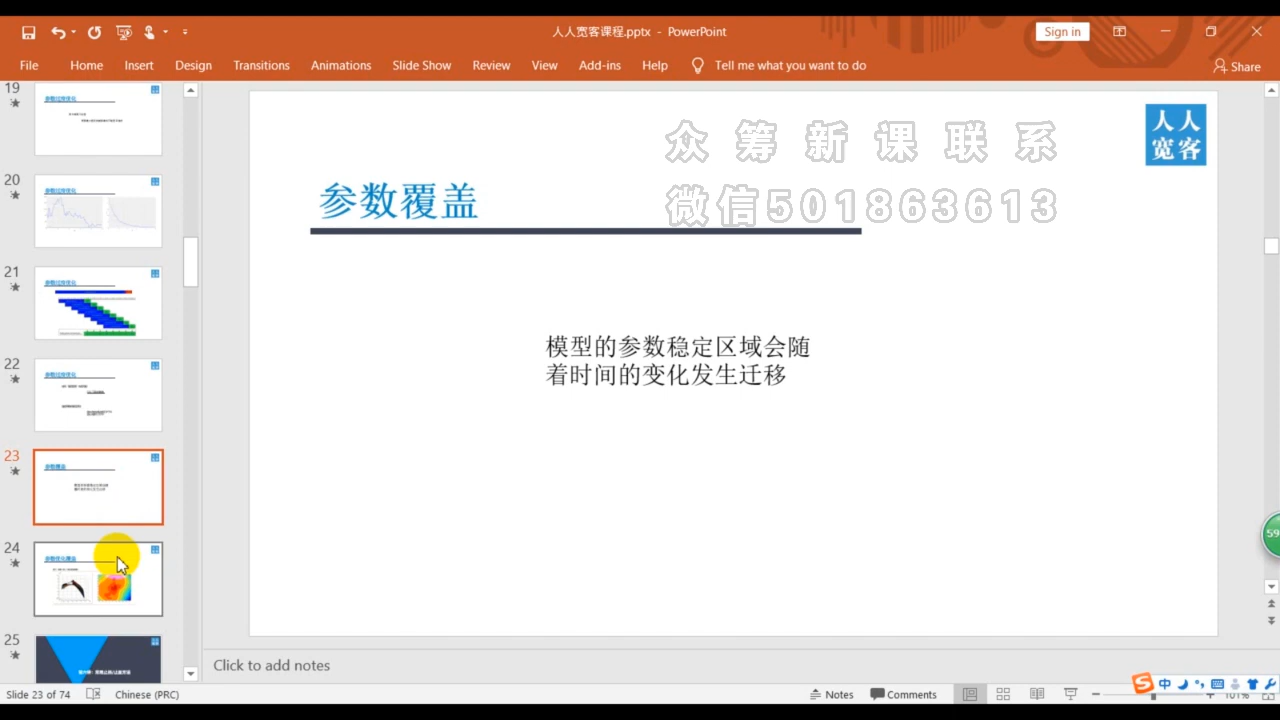 人人宽客课程.pptx - PowerPoint
Sign in
File Home Insert Design Transitions Animations Slide Show Review View Add-ins Help Tell me what you want to do
Share
19
20
21
22
23
24
25
参数覆盖
众筹新课联系
微信501863613
人人
宽客
模型的参数稳定区域会随
着时间的变化发生迁移
59
Click to add notes
Slide 23 of 74
Chinese (PRC)
Notes
Comments
中
101%